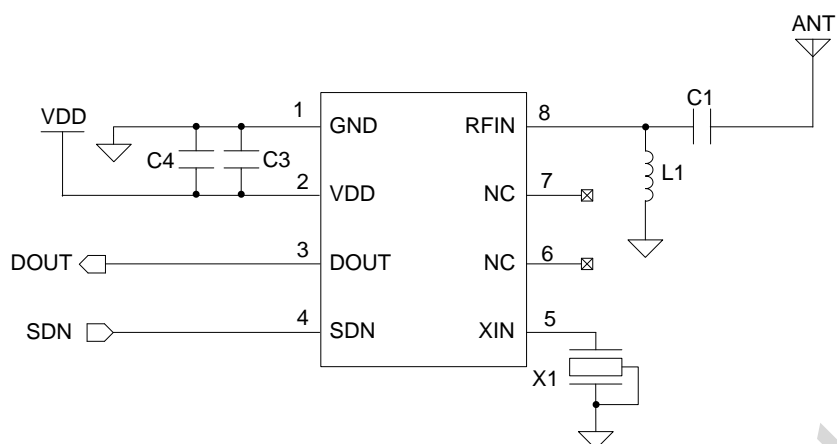 ANT
VDD
1
GND
RFIN
8
C1
C4
C3
2
VDD
NC
7
L1
DOUT
3
DOUT
NC
6
SDN
4
SDN
XIN
5
X1